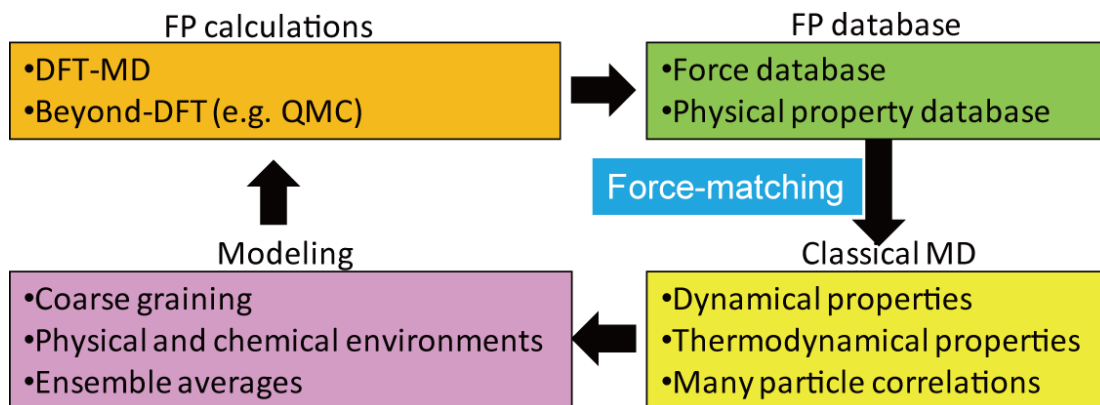 FP calculations
•DFT-MD
•Beyond-DFT (e.g. QMC)
FP database
•Force database
•Physical property database
Force-matching
Modeling
•Coarse graining
•Physical and chemical environments
•Ensemble averages
Classical MD
•Dynamical properties
•Thermodynamical properties
•Many particle correlations